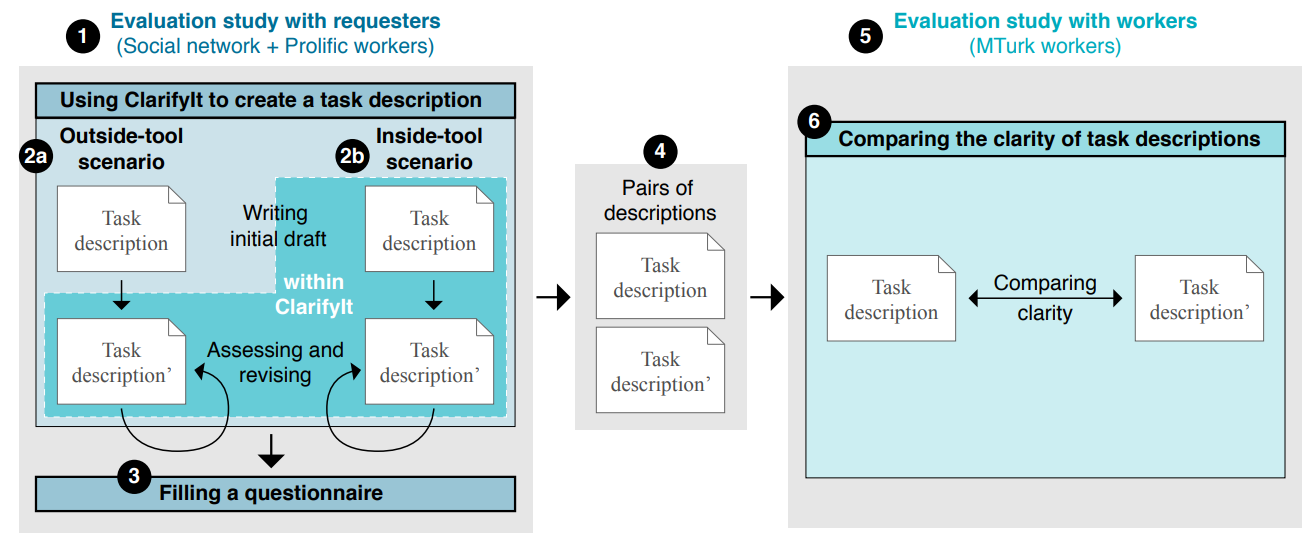 1
Evaluation study with requesters
(Social network + Prolific workers)
Using ClarifyIt to create a task description
2a
Outside-tool
scenario
2b
Inside-tool
scenario
Task
description
Writing
initial draft
Task
description
within
ClarifyIt
Task
description’
Assessing and
revising
Task
description’
3
Filling a questionnaire
4
Pairs of
descriptions
Task
description
Task
description’
5
Evaluation study with workers
(MTurk workers)
6
Comparing the clarity of task descriptions
Task
description
Comparing
clarity
Task
description’